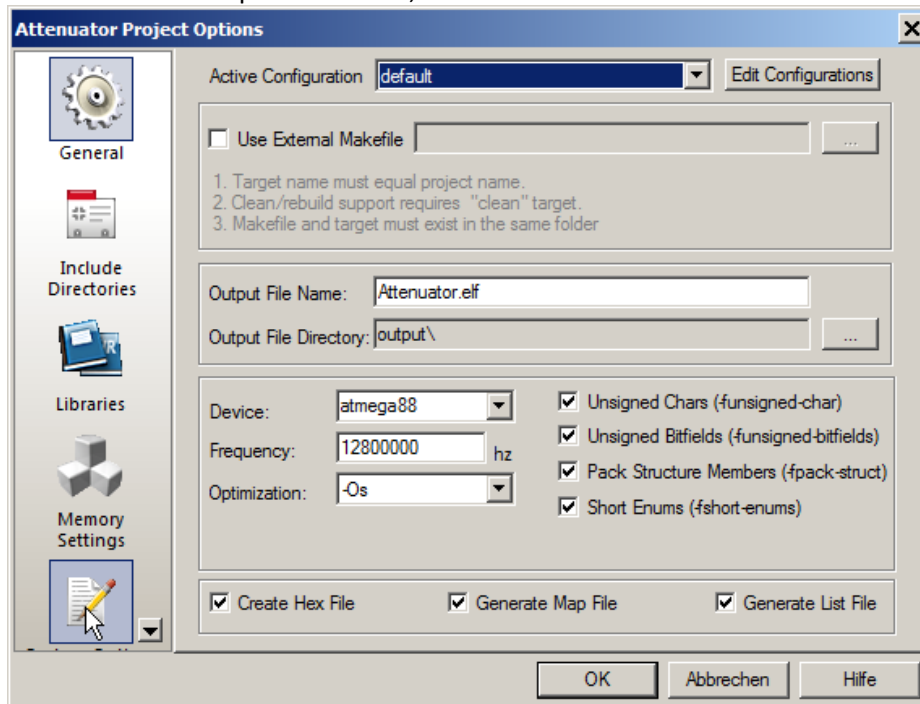 Attenuator Project Options
General
Include
Directories
Libraries
Memory
Settings
Active Configuration default Edit Configurations
Use External Makefile ...
1. Target name must equal project name.
2. Clean/rebuild support requires "clean" target.
3. Makefile and target must exist in the same folder
Output File Name: Attenuator.elf
Output File Directory: output\ ...
Device: atmega88
Frequency: 12800000 hz
Optimization: -Os
Unsigned Chars (-funsigned-char)
Unsigned Bitfields (-funsigned-bitfields)
Pack Structure Members (-fpack-struct)
Short Enums (-fshort-enums)
Create Hex File Generate Map File Generate List File
OK Abbrechen Hilfe